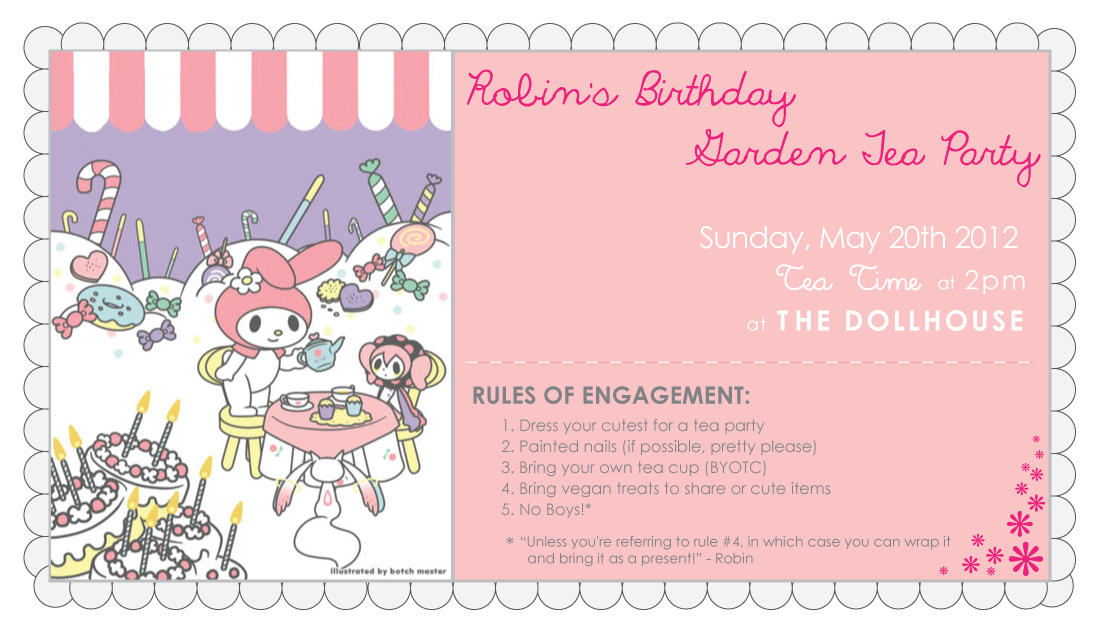 Robin's Birthday
Garden Tea Party
Sunday, May 20th 2012
Tea Time at 2pm
at THE DOLLHOUSE
RULES OF ENGAGEMENT:
1. Dress your cutest for a tea party
2. Painted nails (if possible, pretty please)
3. Bring your own tea cup (BYOTC)
4. Bring vegan treats to share or cute items
5. No Boys!*
* “Unless you're referring to rule #4, in which case you can wrap it
and bring it as a present!” - Robin
illustrated by botch master